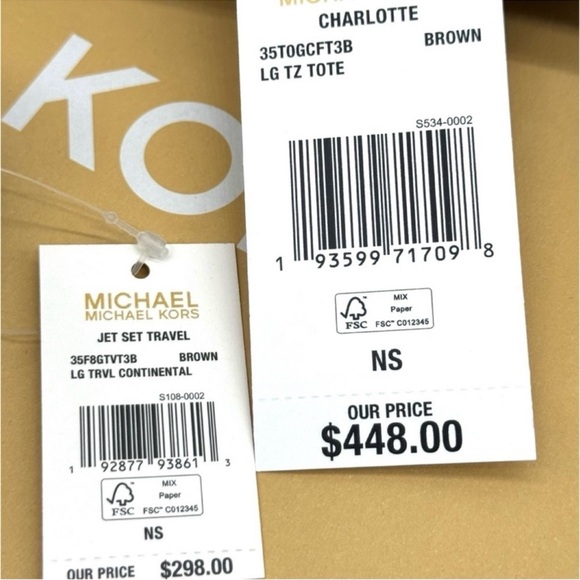 KO
MICHAEL
CHARLOTTE
35T0GCFT3B BROWN
LG TZ TOTE
S534-0002
1 93599 71709 8
FSC
MIX
Paper
FSC™ C012345
NS
OUR PRICE
$448.00
MICHAEL
MICHAEL KORS
JET SET TRAVEL
35F8GTVT3B BROWN
LG TRVL CONTINENTAL
S108-0002
1 92877 93861 3
FSC
MIX
Paper
FSC™ C012345
NS
OUR PRICE $298.00